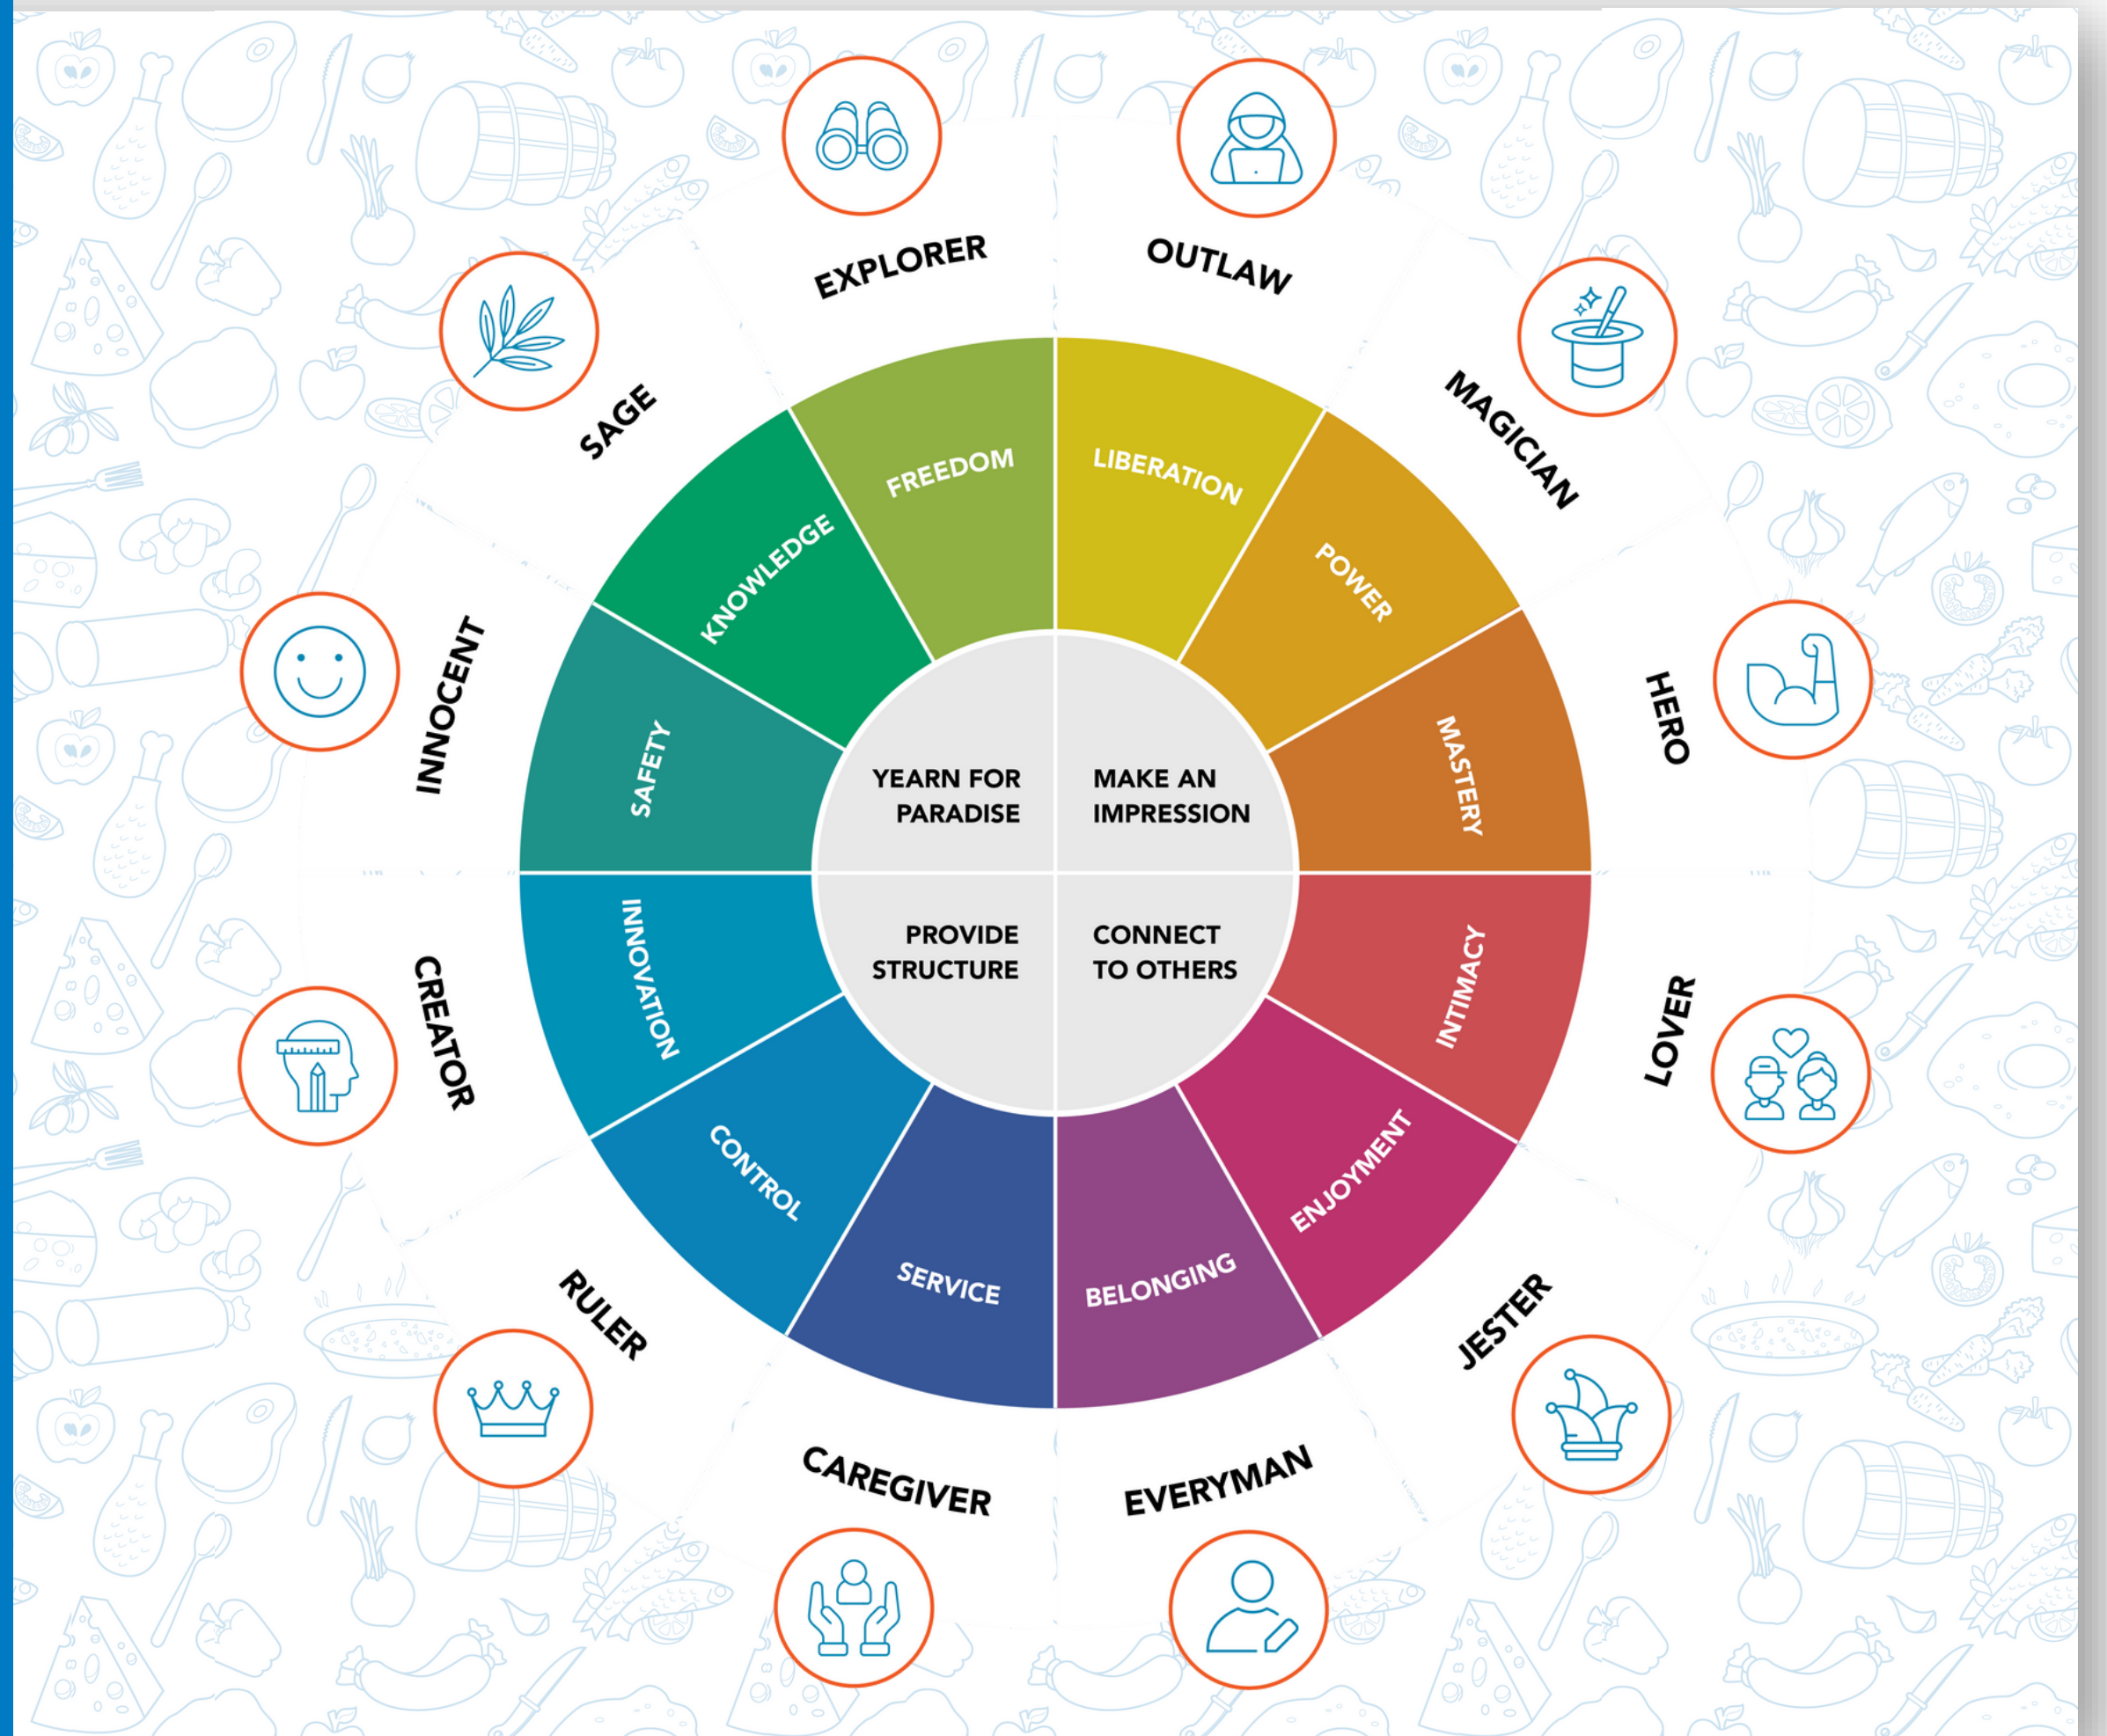 EXPLORER
OUTLAW
MAGICIAN
HERO
LOVER
JESTER
EVERYMAN
CAREGIVER
RULER
CREATOR
INNOCENT
SAGE
FREEDOM
LIBERATION
POWER
MASTERY
INTIMACY
ENJOYMENT
BELONGING
SERVICE
CONTROL
INNOVATION
SAFETY
KNOWLEDGE
YEARN FOR
PARADISE
MAKE AN
IMPRESSION
PROVIDE
STRUCTURE
CONNECT
TO OTHERS